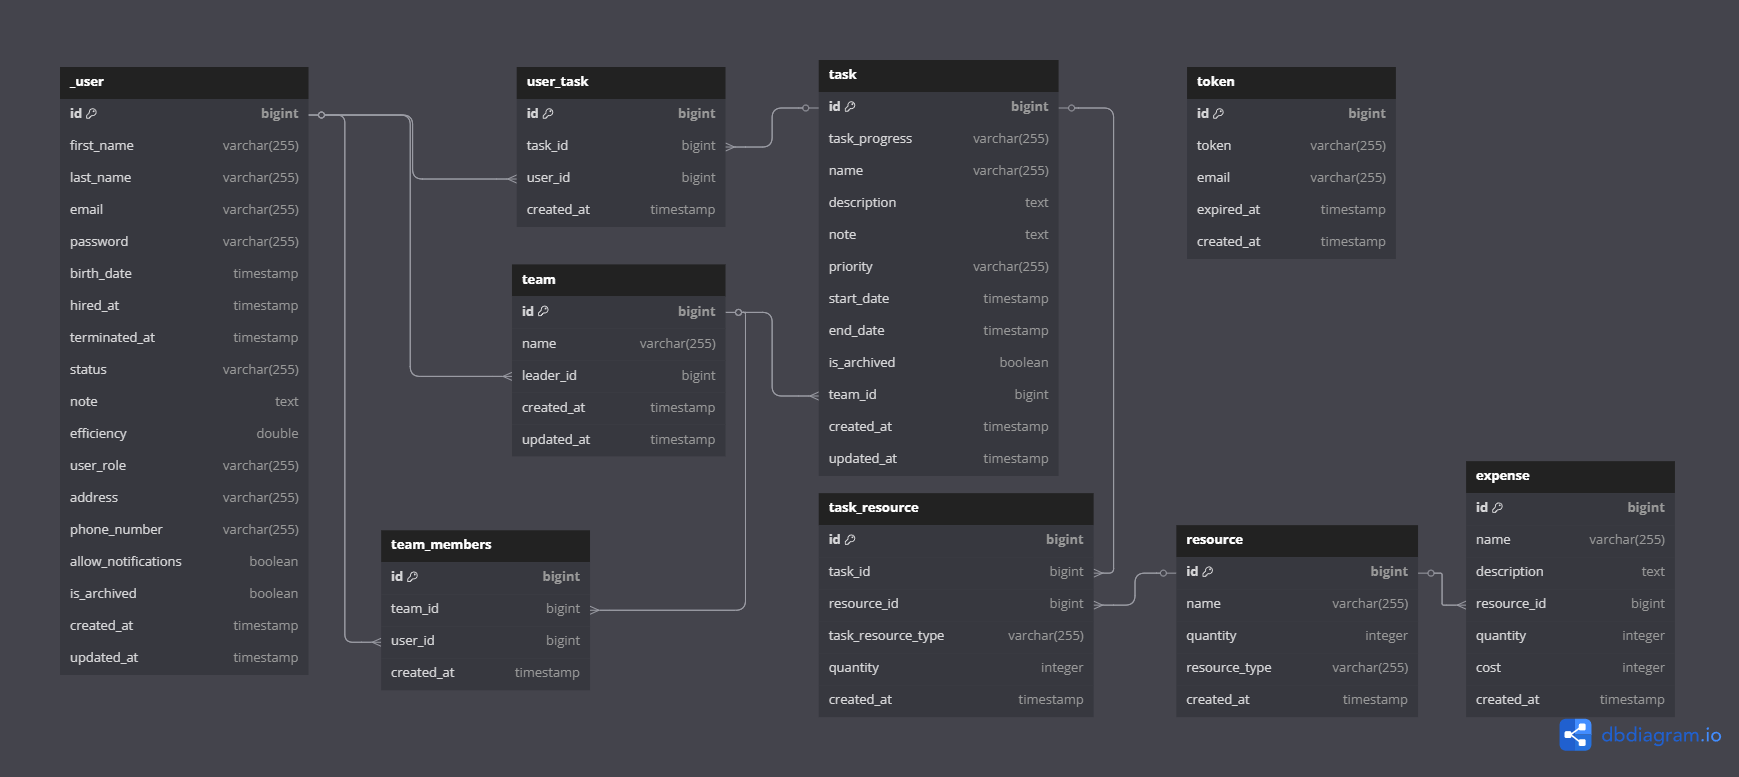 _user
id bigint
first_name varchar(255)
last_name varchar(255)
email varchar(255)
password varchar(255)
birth_date timestamp
hired_at timestamp
terminated_at timestamp
status varchar(255)
note text
efficiency double
user_role varchar(255)
address varchar(255)
phone_number varchar(255)
allow_notifications boolean
is_archived boolean
created_at timestamp
updated_at timestamp
user_task
id bigint
task_id bigint
user_id bigint
created_at timestamp
team
id bigint
name varchar(255)
leader_id bigint
created_at timestamp
updated_at timestamp
team_members
id bigint
team_id bigint
user_id bigint
created_at timestamp
task
id bigint
task_progress varchar(255)
name varchar(255)
description text
note text
priority varchar(255)
start_date timestamp
end_date timestamp
is_archived boolean
team_id bigint
created_at timestamp
updated_at timestamp
task_resource
id bigint
task_id bigint
resource_id bigint
task_resource_type varchar(255)
quantity integer
created_at timestamp
token
id bigint
token varchar(255)
email varchar(255)
expired_at timestamp
created_at timestamp
resource
id bigint
name varchar(255)
quantity integer
resource_type varchar(255)
created_at timestamp
expense
id bigint
name varchar(255)
description text
resource_id bigint
quantity integer
cost integer
created_at timestamp
dbdiagram.io